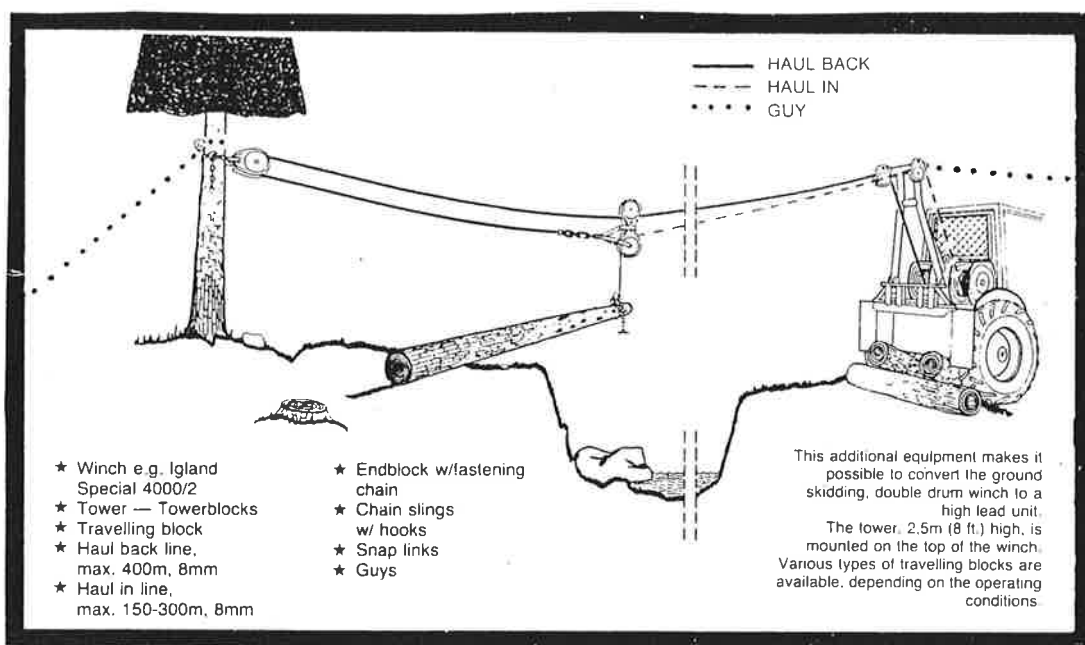 HAUL BACK
HAUL IN
GUY
★ Winch e.g. Igland
Special 4000/2
★ Tower — Towerblocks
★ Travelling block
★ Haul back line,
max. 400m, 8mm
★ Haul in line,
max. 150-300m, 8mm
★ Endblock w/fastening
chain
★ Chain slings
w/ hooks
★ Snap links
★ Guys
This additional equipment makes it
possible to convert the ground
skidding, double drum winch to a
high lead unit.
The tower, 2,5m (8 ft.) high, is
mounted on the top of the winch.
Various types of travelling blocks are
available, depending on the operating
conditions.